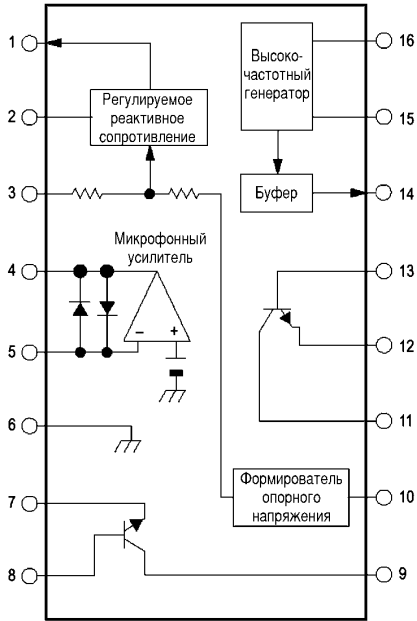 1
16
Высоко-
частотный
генератор
Регулируемое
реактивное
сопротивление
2
15
3
Буфер
14
Микрофонный
усилитель
4
13
5
– +
12
6
11
Формирователь
опорного
напряжения
10
7
8
9